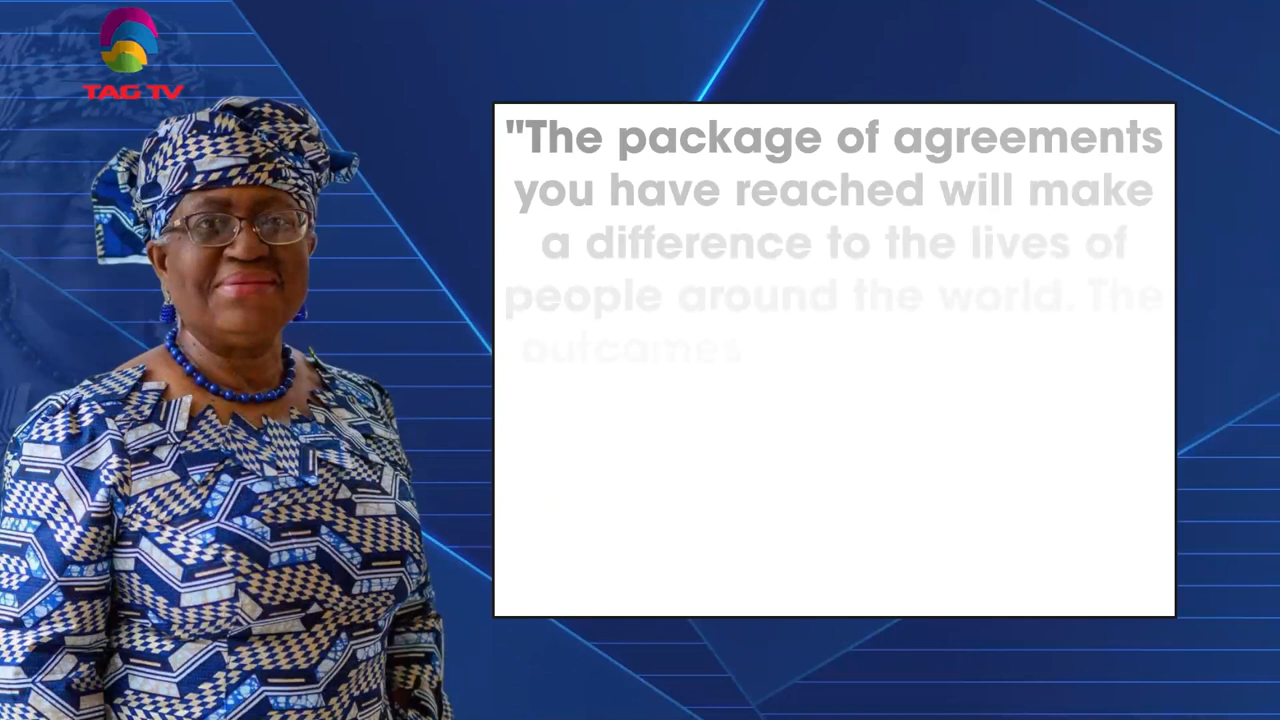 TAG TV
"The package of agreements
you have reached will make
a difference to the lives of
people around the world. The
outcomes